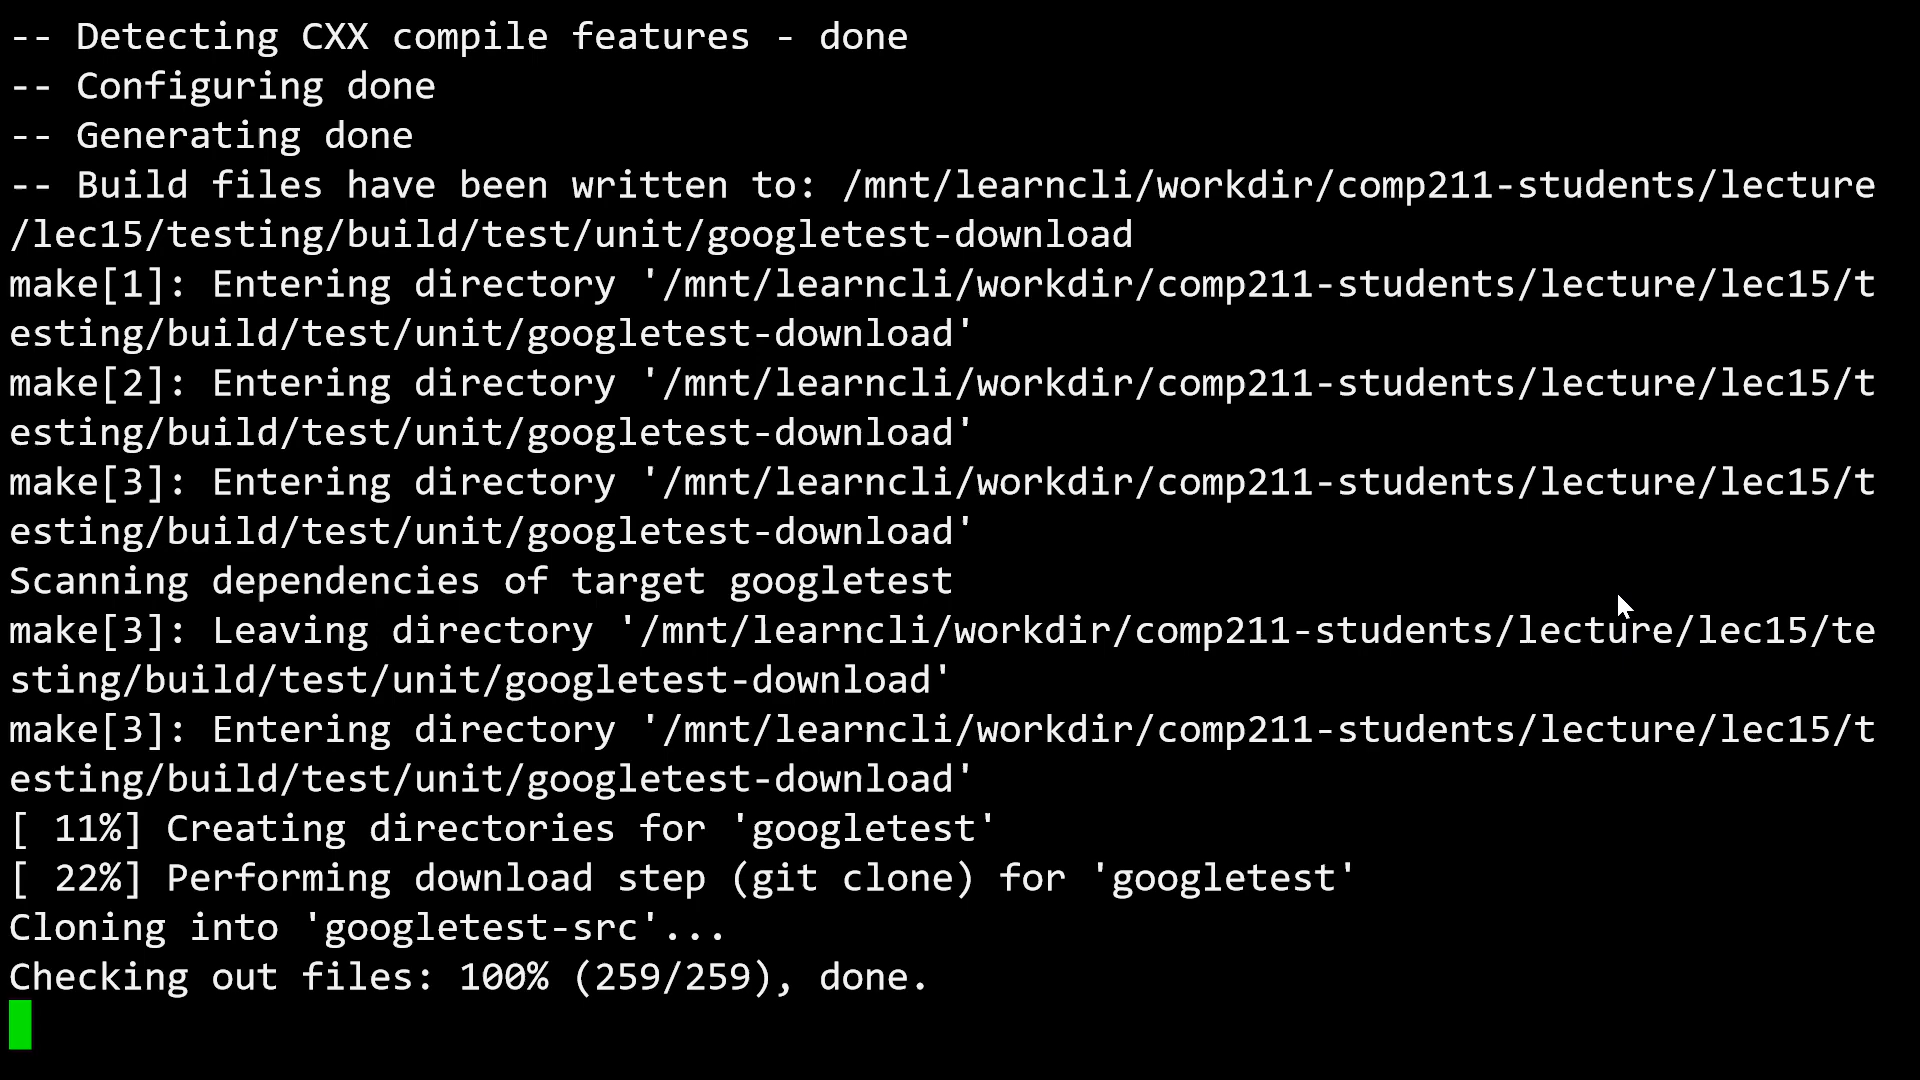 -- Detecting CXX compile features - done
-- Configuring done
-- Generating done
-- Build files have been written to: /mnt/learncli/workdir/comp211-students/lecture
/lec15/testing/build/test/unit/googletest-download
make[1]: Entering directory '/mnt/learncli/workdir/comp211-students/lecture/lec15/t
esting/build/test/unit/googletest-download'
make[2]: Entering directory '/mnt/learncli/workdir/comp211-students/lecture/lec15/t
esting/build/test/unit/googletest-download'
make[3]: Entering directory '/mnt/learncli/workdir/comp211-students/lecture/lec15/t
esting/build/test/unit/googletest-download'
Scanning dependencies of target googletest
make[3]: Leaving directory '/mnt/learncli/workdir/comp211-students/lecture/lec15/te
sting/build/test/unit/googletest-download'
make[3]: Entering directory '/mnt/learncli/workdir/comp211-students/lecture/lec15/t
esting/build/test/unit/googletest-download'
[ 11%] Creating directories for 'googletest'
[ 22%] Performing download step (git clone) for 'googletest'
Cloning into 'googletest-src'...
Checking out files: 100% (259/259), done.